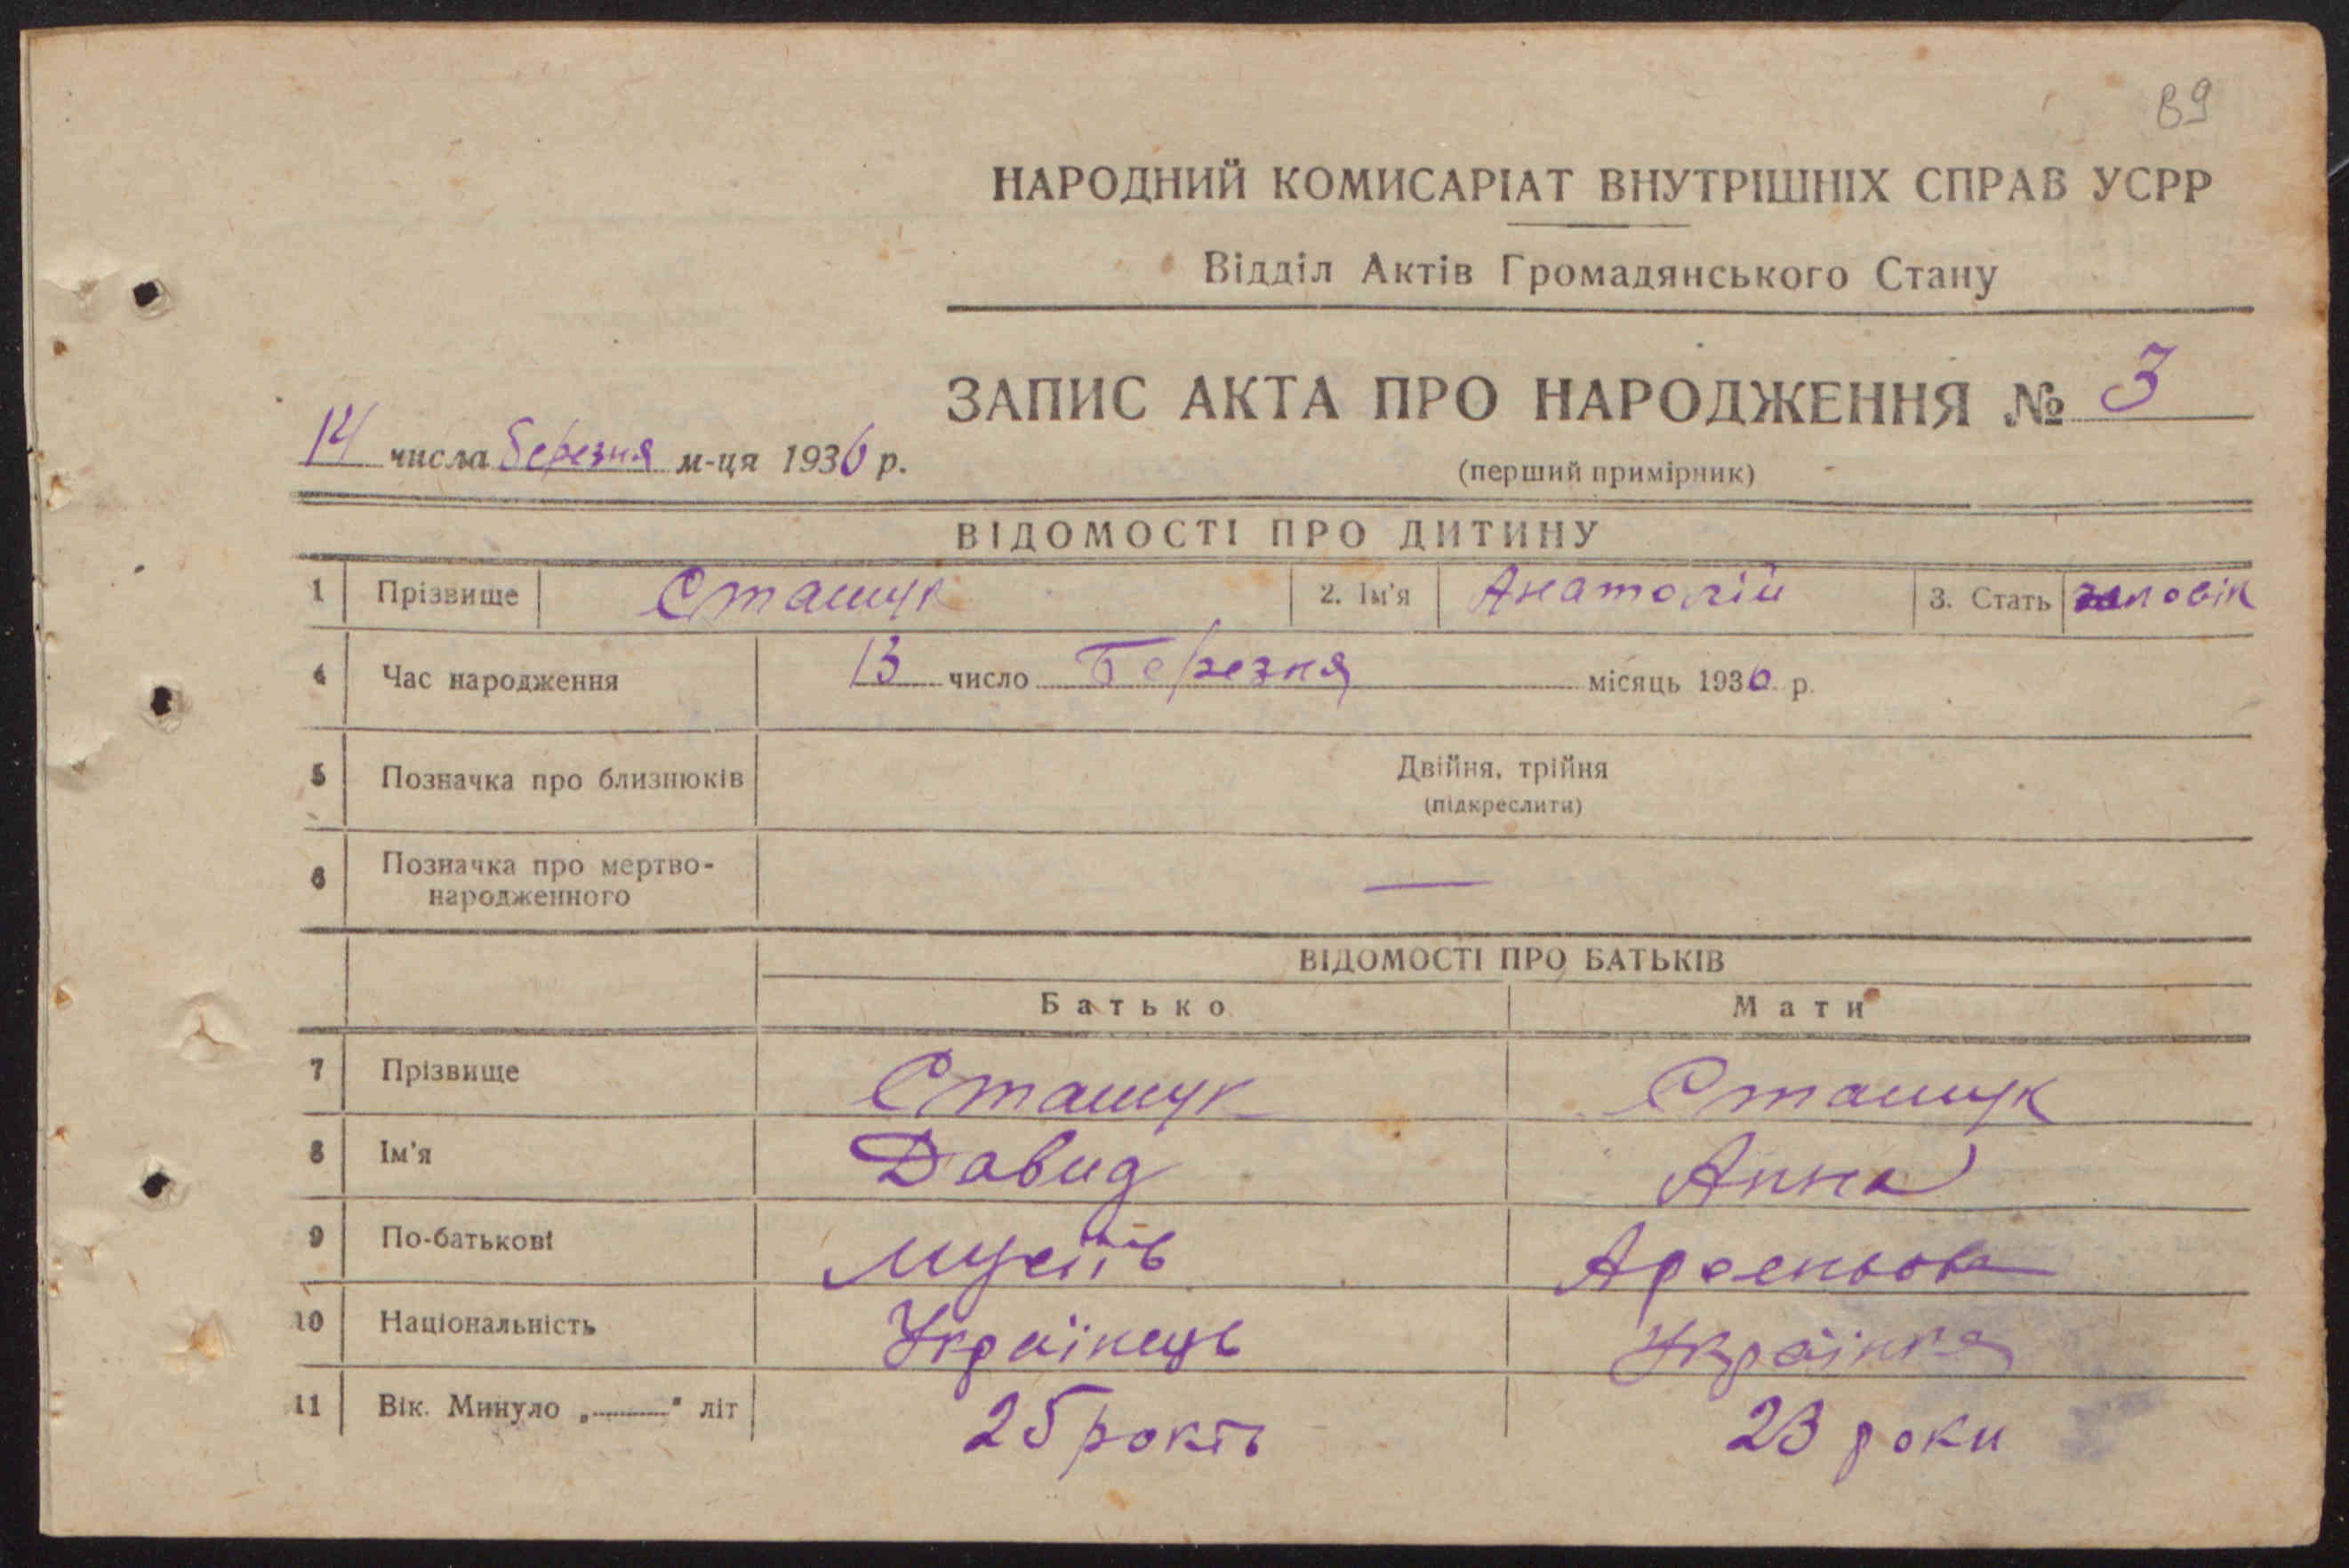 89
НАРОДНИЙ КОМИСАРІАТ ВНУТРІШНІХ СПРАВ УСРР
Відділ Актів Громадянського Стану
ЗАПИС АКТА ПРО НАРОДЖЕННЯ № 3
14 числа березня м-ця 1936 р.
(перший примірник)
ВІДОМОСТІ ПРО ДИТИНУ
1 Прізвище Сташук 2. Ім'я Анатолій 3. Стать
4 Час народження 13 число Березня місяць 1936 р.
5 Позначка про близнюків Двійня, трійня
(підкреслити)
6 Позначка про мертво-
народженного —
ВІДОМОСТІ ПРО БАТЬКІВ
Батько Мати
7 Прізвище Сташук Сташук
8 Ім'я Давид Анна
9 По-батькові Мусіїв
10 Національність Українець Українка
11 Вік. Минуло „——" літ 25 років 23 роки